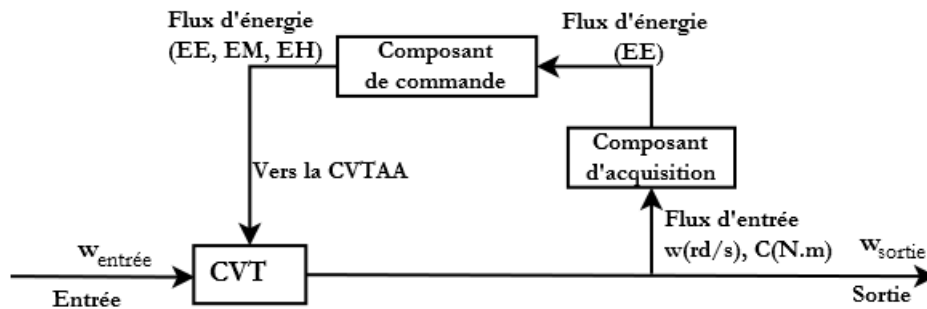 Flux d'énergie
(EE, EM, EH)
Composant
de commande
Flux d'énergie
(EE)
Composant
d'acquisition
Vers la CVTAA
Flux d'entrée
w(rd/s), C(N.m)
wentrée
Entrée
CVT
wsortie
Sortie